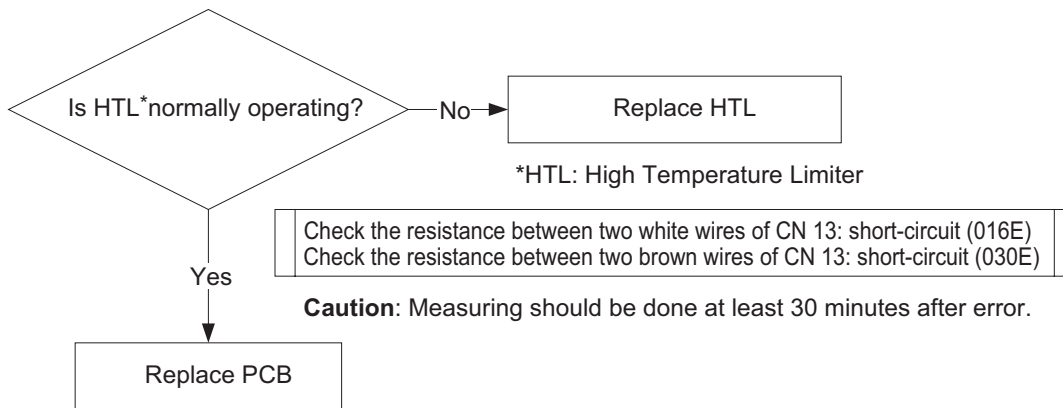 Is HTL*normally operating?
No
Replace HTL
*HTL: High Temperature Limiter
Check the resistance between two white wires of CN 13: short-circuit (016E)
Check the resistance between two brown wires of CN 13: short-circuit (030E)
Yes
Caution: Measuring should be done at least 30 minutes after error.
Replace PCB